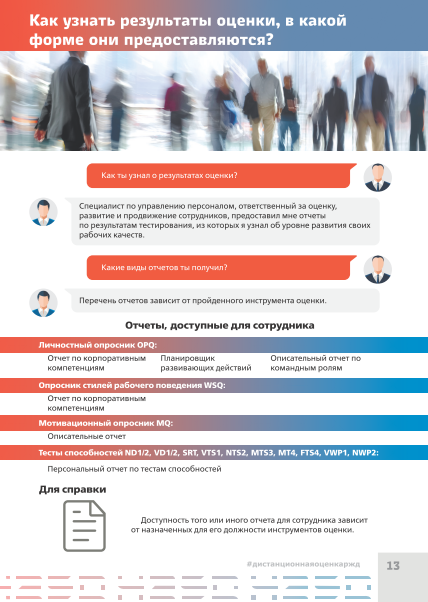 Как узнать результаты оценки, в какой
форме они предоставляются?
Как ты узнал о результатах оценки?
Специалист по управлению персоналом, ответственный за оценку,
развитие и продвижение сотрудников, предоставил мне отчеты
по результатам тестирования, из которых я узнал об уровне развития своих
рабочих качеств.
Какие виды отчетов ты получил?
Перечень отчетов зависит от пройденного инструмента оценки.
Отчеты, доступные для сотрудника
Личностный опросник OPQ:
Отчет по корпоративным
компетенциям
Планировщик
развивающих действий
Описательный отчет по
командным ролям
Опросник стилей рабочего поведения WSQ:
Отчет по корпоративным
компетенциям
Мотивационный опросник MQ:
Описательные отчет
Тесты способностей ND1/2, VD1/2, SRT, VTS1, NTS2, MTS3, MT4, FTS4, VWP1, NWP2:
Персональный отчет по тестам способностей
Для справки
Доступность того или иного отчета для сотрудника зависит
от назначенных для его должности инструментов оценки.
#дистанционнаяоценкаржд
13